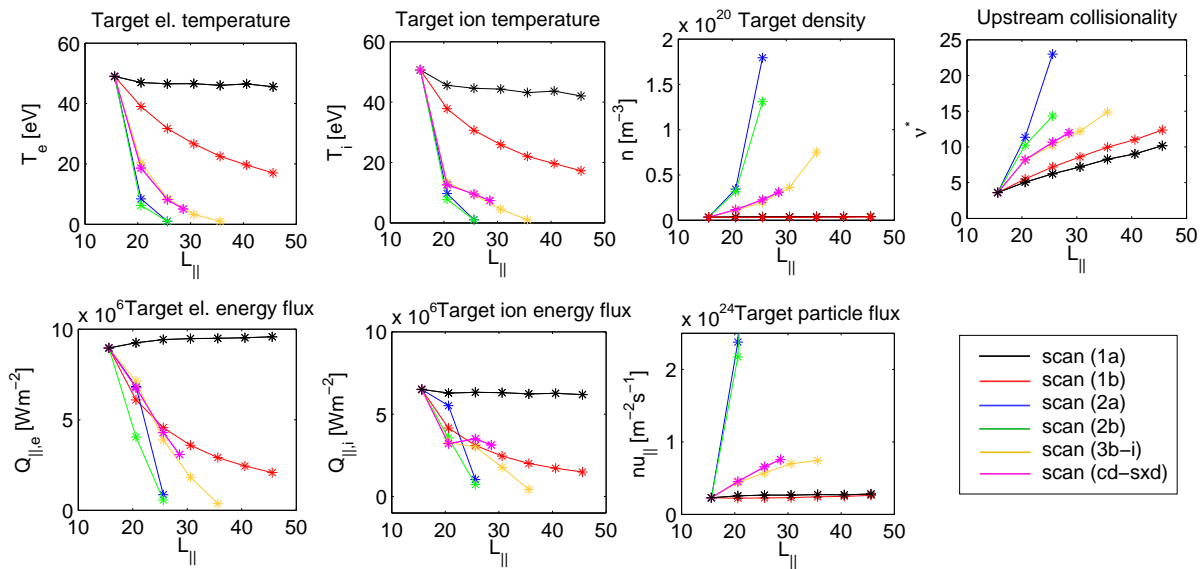 Target el. temperature
60
40
20
0
10 20 30 40 50
T_e [eV]
L_||
Target ion temperature
60
40
20
0
10 20 30 40 50
T_i [eV]
L_||
x 10^20 Target density
2
1.5
1
0.5
0
10 20 30 40 50
n [m^−3]
L_||
Upstream collisionality
25
20
15
10
5
0
10 20 30 40 50
ν^*
L_||
x 10^6 Target el. energy flux
10
5
0
10 20 30 40 50
Q_||,e [Wm^−2]
L_||
x 10^6 Target ion energy flux
10
5
0
10 20 30 40 50
Q_||,i [Wm^−2]
L_||
x 10^24 Target particle flux
2
1
0
10 20 30 40 50
nu_|| [m^−2s^−1]
L_||
scan (1a)
scan (1b)
scan (2a)
scan (2b)
scan (3b−i)
scan (cd−sxd)